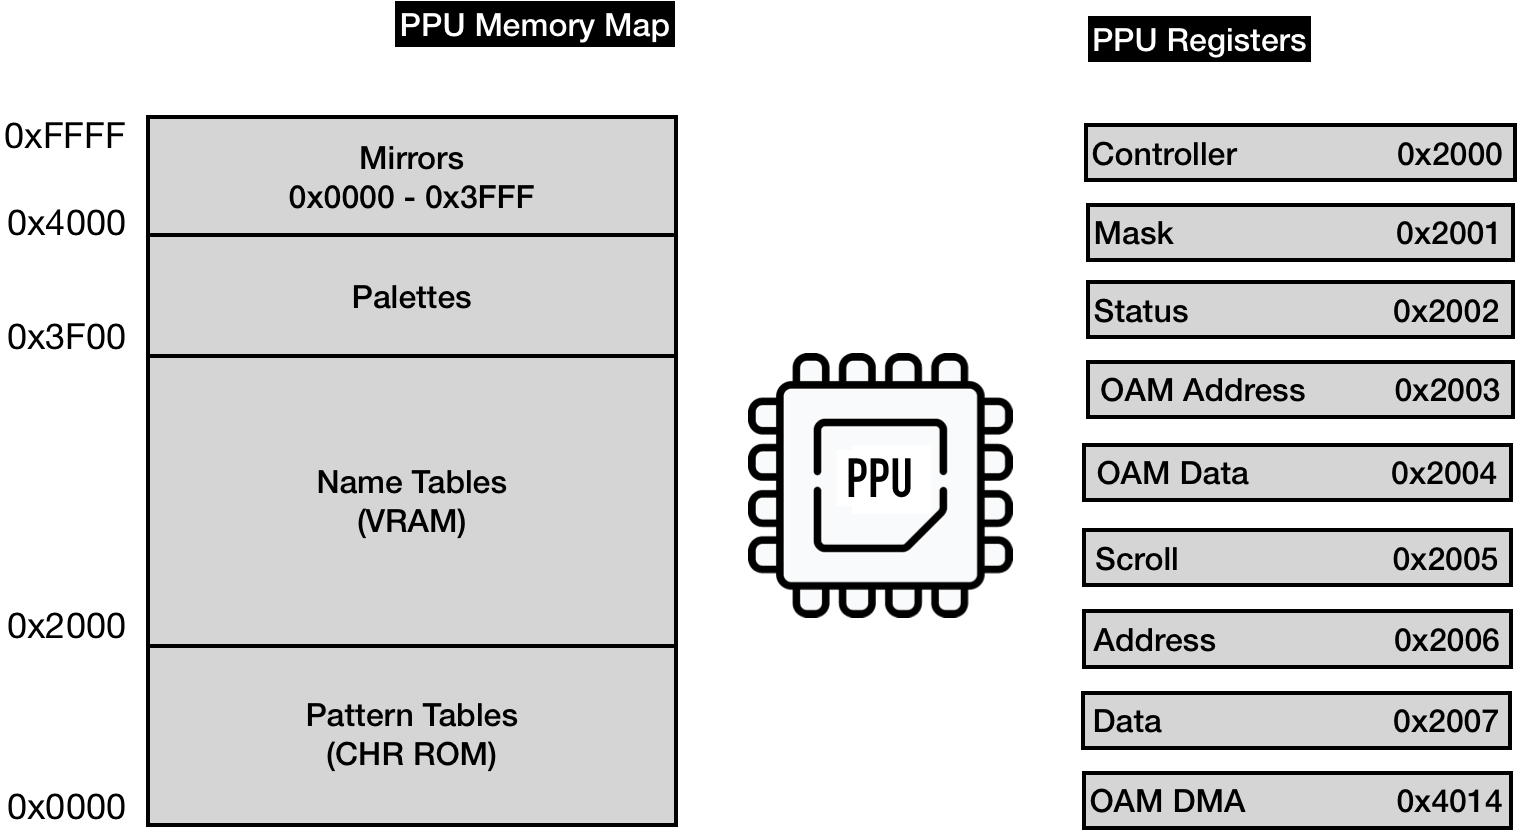 PPU Memory Map
0xFFFF
Mirrors
0x0000 - 0x3FFF
0x4000
Palettes
0x3F00
Name Tables
(VRAM)
0x2000
Pattern Tables
(CHR ROM)
0x0000
PPU
PPU Registers
Controller 0x2000
Mask 0x2001
Status 0x2002
OAM Address 0x2003
OAM Data 0x2004
Scroll 0x2005
Address 0x2006
Data 0x2007
OAM DMA 0x4014